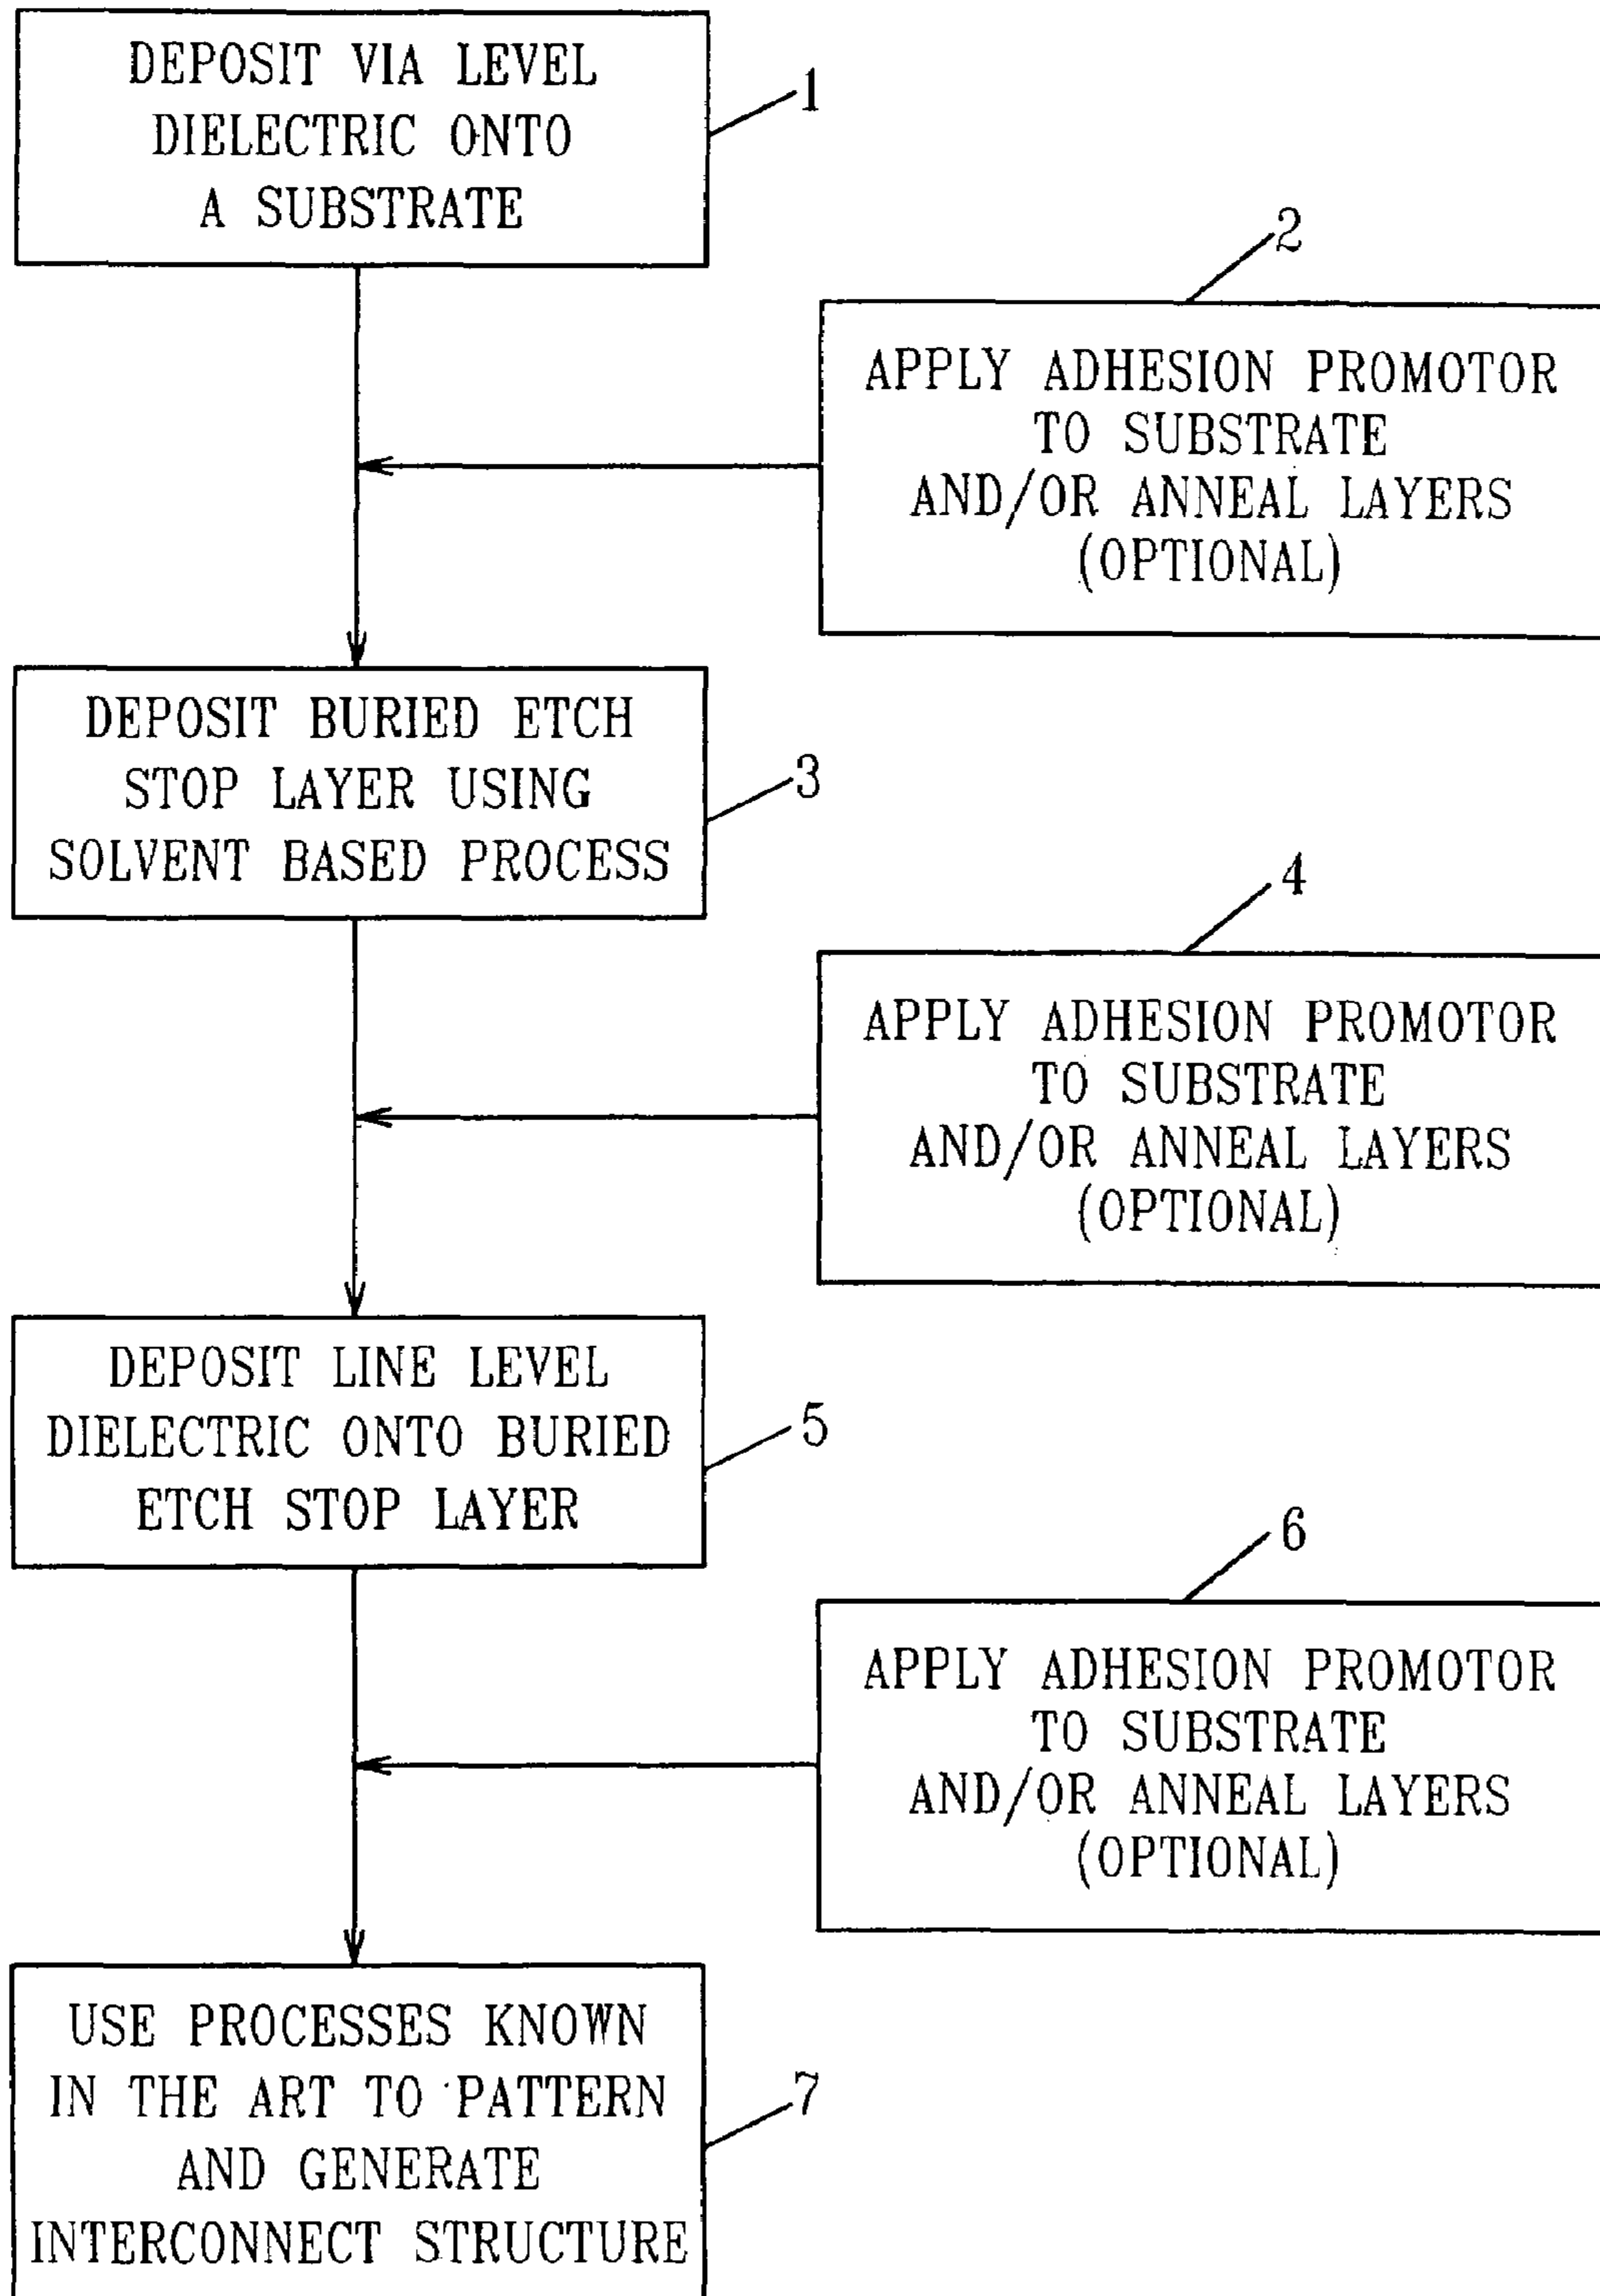 DEPOSIT VIA LEVEL
DIELECTRIC ONTO
A SUBSTRATE
1
2
APPLY ADHESION PROMOTOR
TO SUBSTRATE
AND/OR ANNEAL LAYERS
(OPTIONAL)
DEPOSIT BURIED ETCH
STOP LAYER USING
SOLVENT BASED PROCESS
3
4
APPLY ADHESION PROMOTOR
TO SUBSTRATE
AND/OR ANNEAL LAYERS
(OPTIONAL)
DEPOSIT LINE LEVEL
DIELECTRIC ONTO BURIED
ETCH STOP LAYER
5
6
APPLY ADHESION PROMOTOR
TO SUBSTRATE
AND/OR ANNEAL LAYERS
(OPTIONAL)
USE PROCESSES KNOWN
IN THE ART TO PATTERN
AND GENERATE
INTERCONNECT STRUCTURE
7